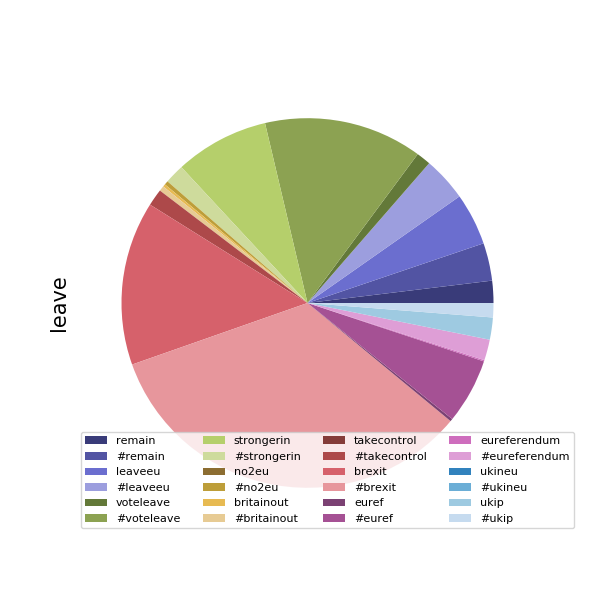 leave
remain strongerin takecontrol eureferendum
#remain #strongerin #takecontrol #eureferendum
leaveeu no2eu brexit ukineu
#leaveeu #no2eu #brexit #ukineu
voteleave britainout euref ukip
#voteleave #britainout #euref #ukip